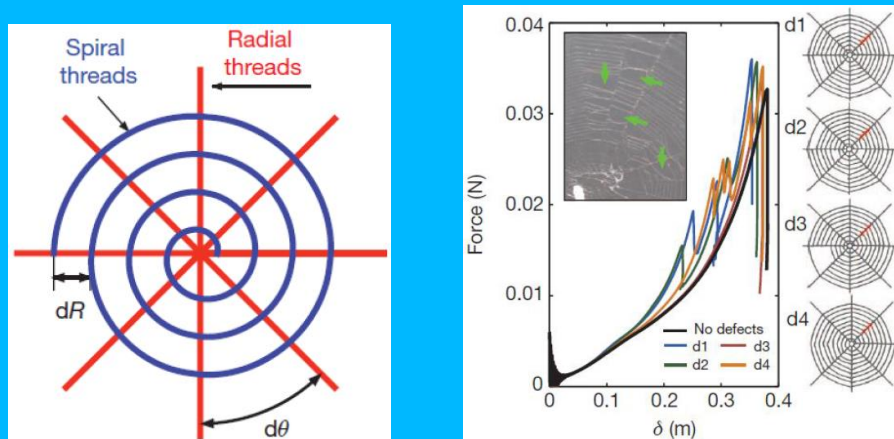 Spiral
threads
Radial
threads
dR
dθ
0.04
0.03
0.02
0.01
0
Force (N)
0
0.1
0.2
0.3
0.4
δ (m)
No defects
d1
d3
d2
d4
d1
d2
d3
d4